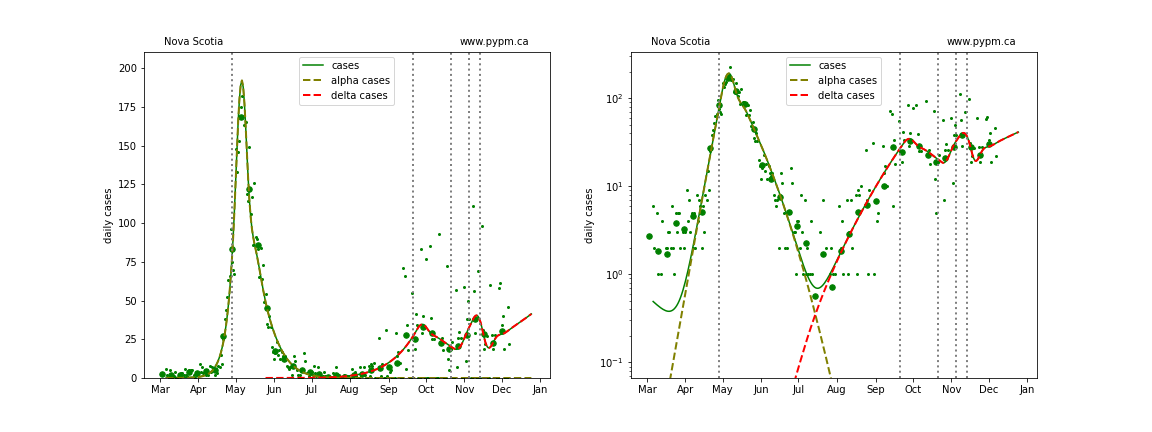 Nova Scotia www.pypm.ca
cases
alpha cases
delta cases
daily cases
200
175
150
125
100
75
50
25
0
Mar Apr May Jun Jul Aug Sep Oct Nov Dec Jan
Nova Scotia www.pypm.ca
cases
alpha cases
delta cases
daily cases
10²
10¹
10⁰
10⁻¹
Mar Apr May Jun Jul Aug Sep Oct Nov Dec Jan